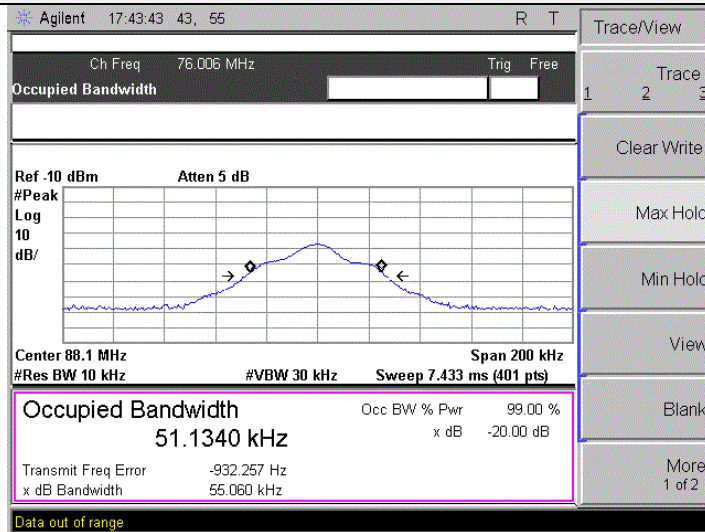 Agilent 17:43:43 43, 55 R T
Trace/View
Ch Freq 76.006 MHz Trig Free
Occupied Bandwidth
Trace
1 2 3
Clear Write
Max Hold
Min Hold
View
Blank
More
1 of 2
Ref -10 dBm Atten 5 dB
#Peak
Log
10
dB/
Center 88.1 MHz Span 200 kHz
#Res BW 10 kHz #VBW 30 kHz Sweep 7.433 ms (401 pts)
Occupied Bandwidth Occ BW % Pwr 99.00 %
51.1340 kHz x dB -20.00 dB
Transmit Freq Error -932.257 Hz
x dB Bandwidth 55.060 kHz
Data out of range